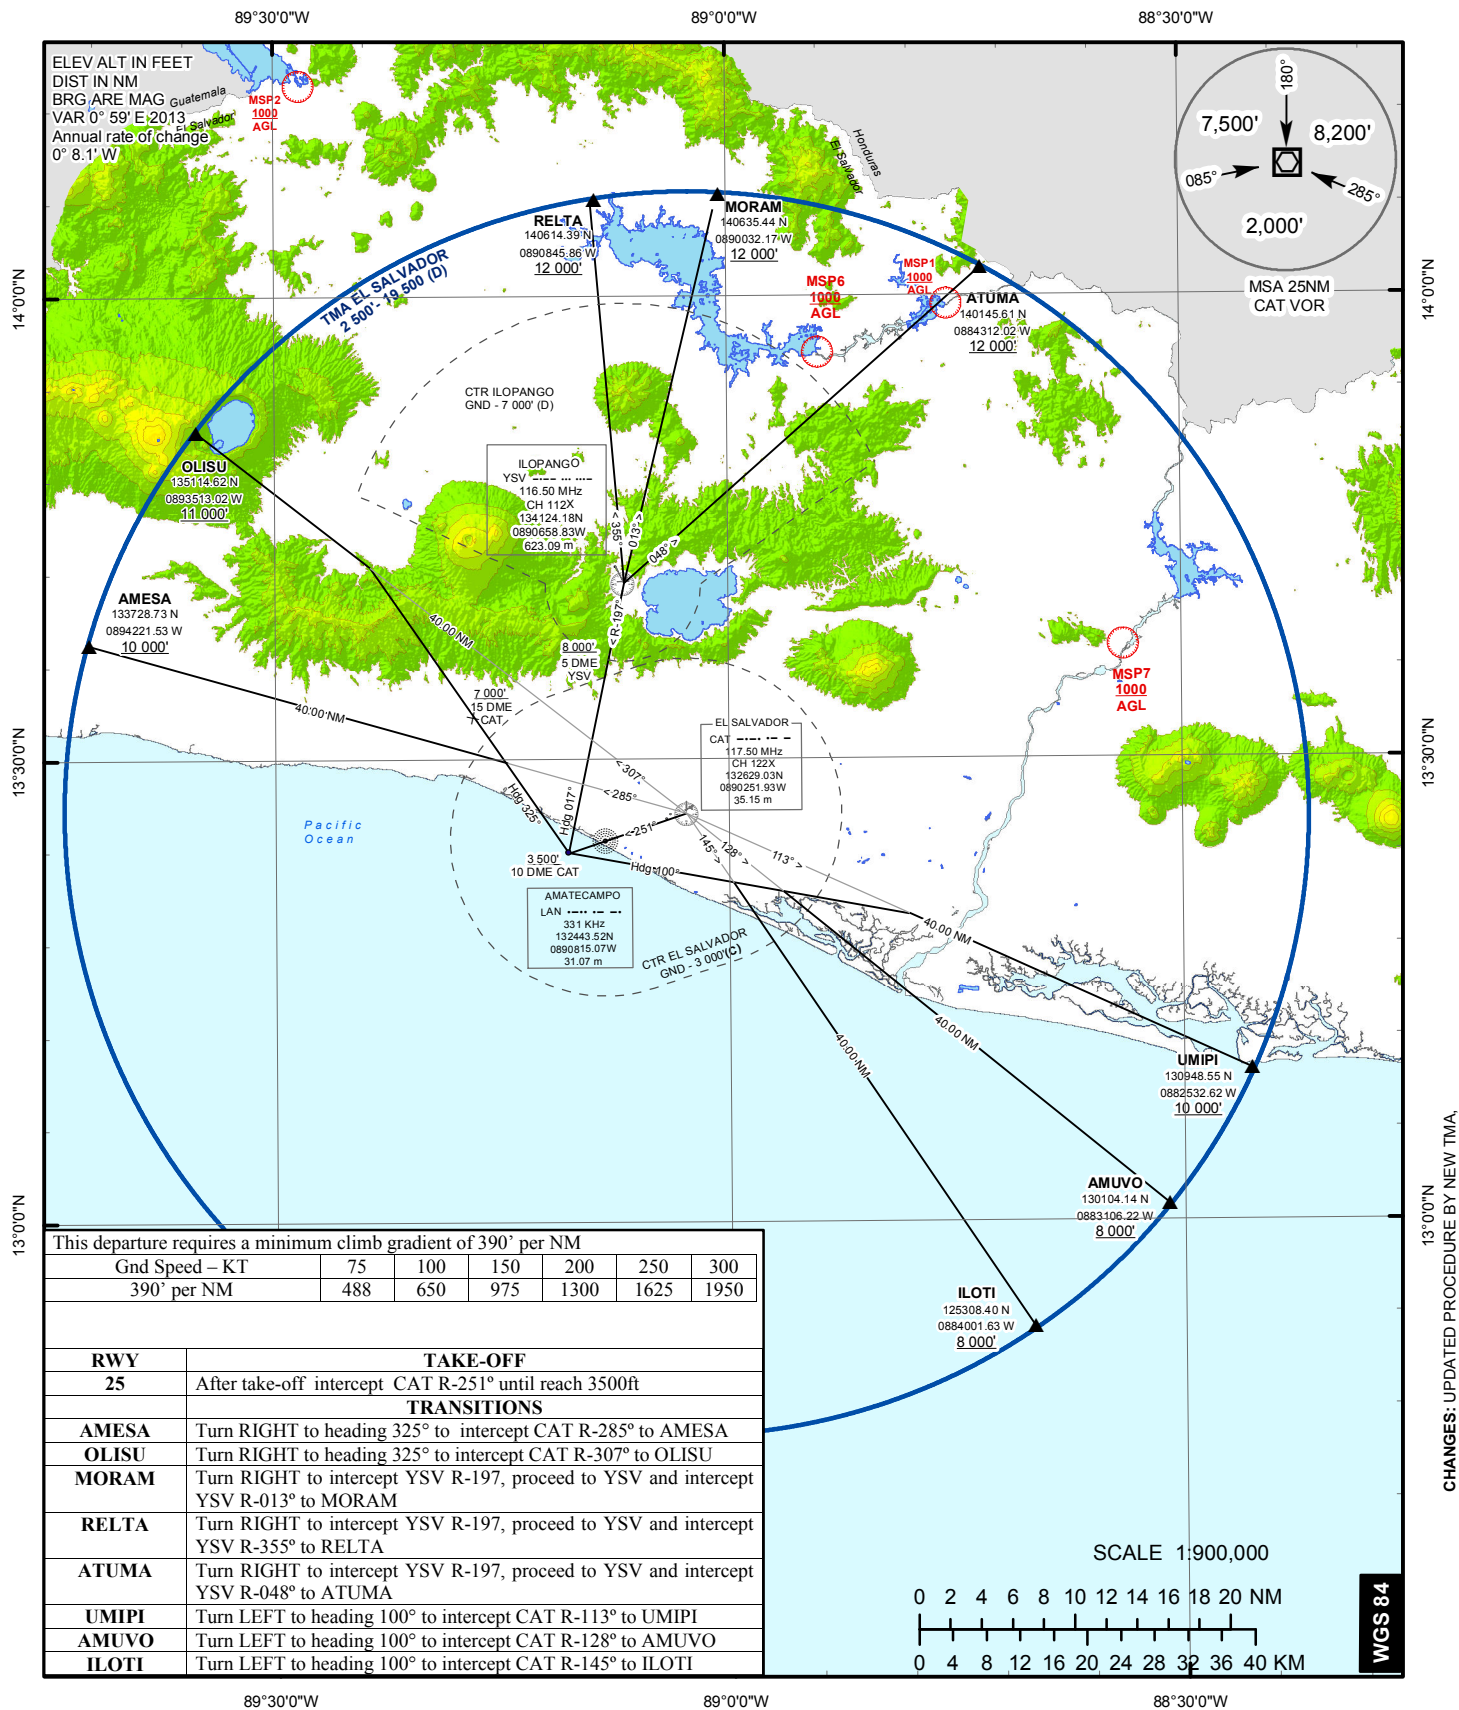 89°30'0"W
89°0'0"W
88°30'0"W
ELEV ALT IN FEET
DIST IN NM
BRG ARE MAG
VAR 0° 59' E 2013
Annual rate of change
0° 8.1' W
Guatemala
El Salvador
MSP2
1000
AGL
Honduras
El Salvador
180°
7,500'
8,200'
085°
285°
2,000'
MSA 25NM
CAT VOR
14°0'0"N
14°0'0"N
RELTA
140614.39 N
0890845.86 W
12 000'
MORAM
140635.44 N
0890032.17 W
12 000'
TMA EL SALVADOR
2 500' - 19 500 (D)
MSP6
1000
AGL
MSP1
1000
AGL
ATUMA
140145.61 N
0884312.02 W
12 000'
CTR ILOPANGO
GND - 7 000' (D)
OLISU
135114.62 N
0893513.02 W
11 000'
ILOPANGO
YSV
116.50 MHz
CH 112X
134124.18N
0890658.83W
623.09 m
< 355°
013° >
048° >
< R-197°
AMESA
133728.73 N
0894221.53 W
10 000'
40.00 NM
8 000'
5 DME
YSV
7 000'
15 DME
CAT
40.00 NM
MSP7
1000
AGL
EL SALVADOR
CAT
117.50 MHz
CH 122X
132629.03N
0890251.93W
35.15 m
13°30'0"N
13°30'0"N
< 307°
< 285°
Hdg 325°
Hdg 017°
< 251°
145° >
128° >
113° >
Pacific
Ocean
3 500'
10 DME CAT
Hdg 100°
AMATECAMPO
LAN
331 KHz
132443.52N
0890815.07W
31.07 m
CTR EL SALVADOR
GND - 3 000'(C)
40.00 NM
40.00 NM
40.00 NM
UMIPI
130948.55 N
0882532.62 W
10 000'
AMUVO
130104.14 N
0883106.22 W
8 000'
ILOTI
125308.40 N
0884001.63 W
8 000'
13°0'0"N
13°0'0"N
This departure requires a minimum climb gradient of 390’ per NM
Gnd Speed – KT 75 100 150 200 250 300
390’ per NM 488 650 975 1300 1625 1950
RWY TAKE-OFF
25 After take-off intercept CAT R-251º until reach 3500ft
TRANSITIONS
AMESA Turn RIGHT to heading 325° to intercept CAT R-285º to AMESA
OLISU Turn RIGHT to heading 325° to intercept CAT R-307º to OLISU
MORAM Turn RIGHT to intercept YSV R-197, proceed to YSV and intercept
YSV R-013º to MORAM
RELTA Turn RIGHT to intercept YSV R-197, proceed to YSV and intercept
YSV R-355º to RELTA
ATUMA Turn RIGHT to intercept YSV R-197, proceed to YSV and intercept
YSV R-048º to ATUMA
UMIPI Turn LEFT to heading 100° to intercept CAT R-113º to UMIPI
AMUVO Turn LEFT to heading 100° to intercept CAT R-128º to AMUVO
ILOTI Turn LEFT to heading 100° to intercept CAT R-145º to ILOTI
SCALE 1:900,000
0 2 4 6 8 10 12 14 16 18 20 NM
0 4 8 12 16 20 24 28 32 36 40 KM
WGS 84
CHANGES: UPDATED PROCEDURE BY NEW TMA,
89°30'0"W
89°0'0"W
88°30'0"W